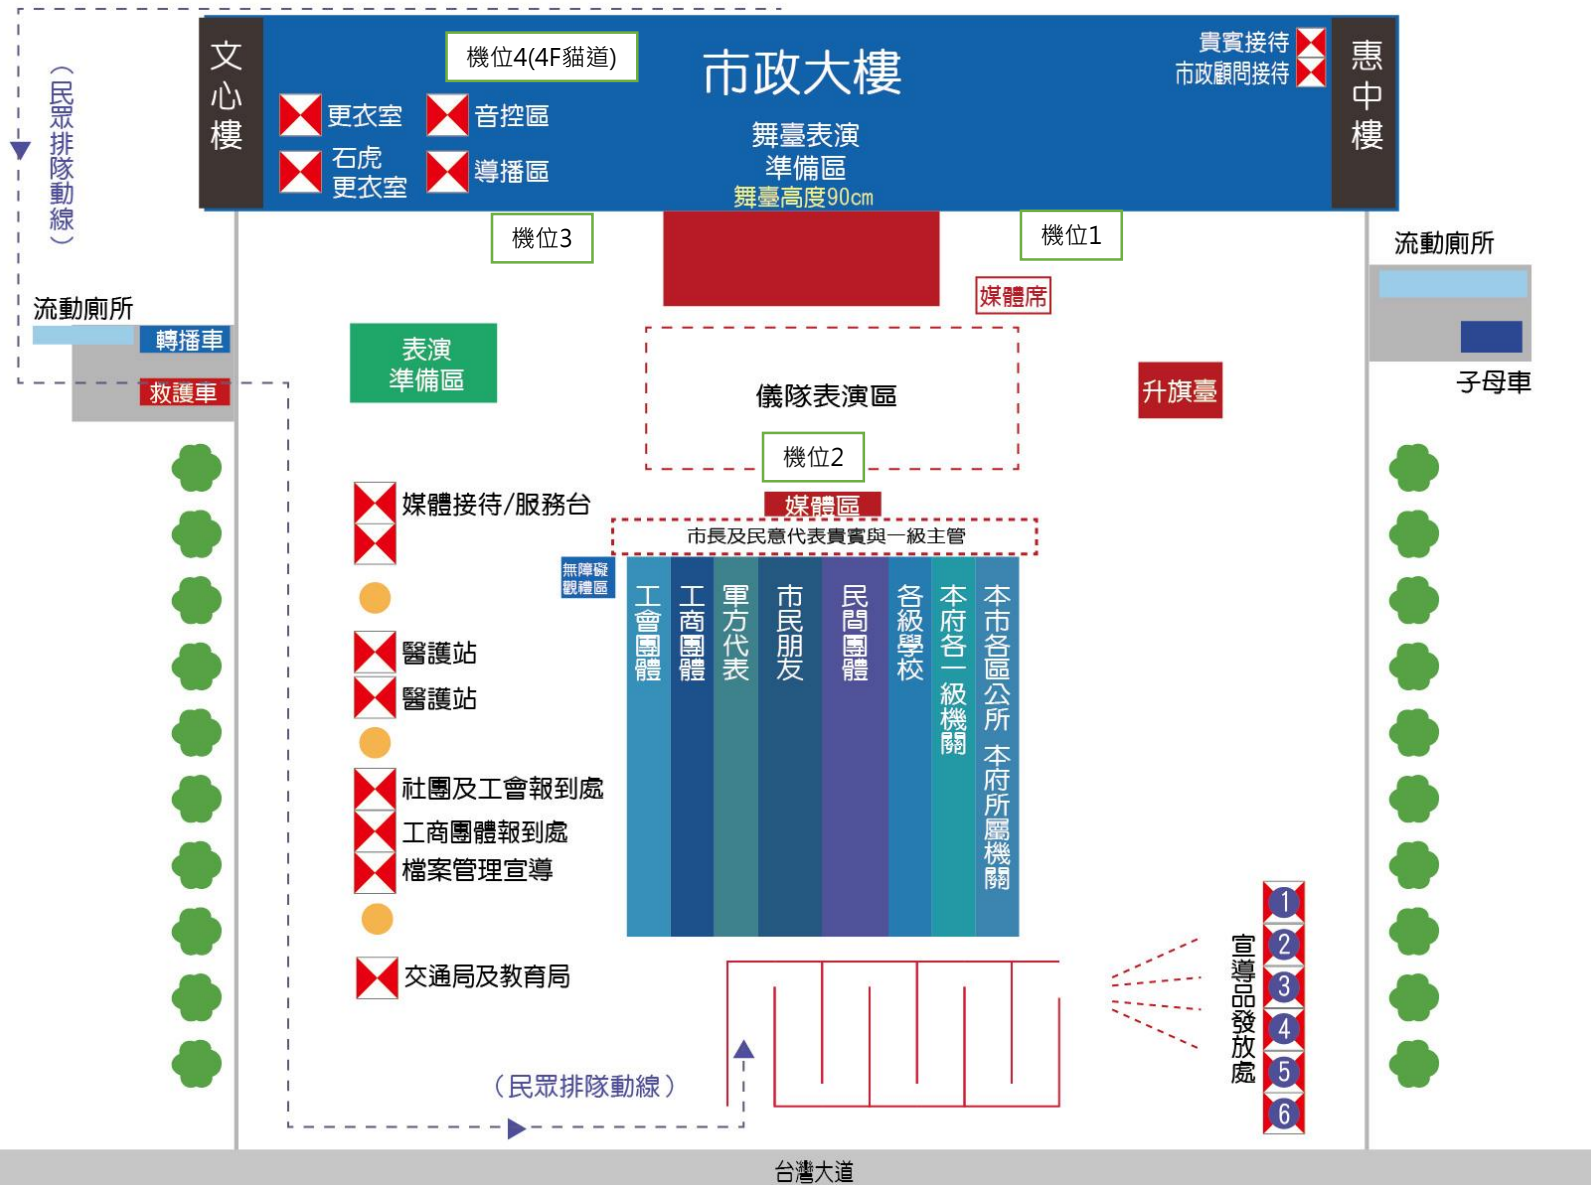 文心樓
機位4(4F貓道)
市政大樓
貴賓接待
市政顧問接待
惠中樓
（民眾排隊動線）
更衣室
音控區
石虎
更衣室
導播區
舞臺表演
準備區
舞臺高度90cm
機位3
機位1
流動廁所
媒體席
流動廁所
轉播車
救護車
表演
準備區
儀隊表演區
升旗臺
子母車
機位2
媒體接待/服務台
媒體區
市長及民意代表貴賓與一級主管
無障礙
觀禮區
工會團體
工商團體
軍方代表
市民朋友
民間團體
各級學校
本府各一級機關
本市各區公所 本府所屬機關
醫護站
醫護站
社團及工會報到處
工商團體報到處
檔案管理宣導
交通局及教育局
宣導品發放處
1
2
3
4
5
6
（民眾排隊動線）
台灣大道